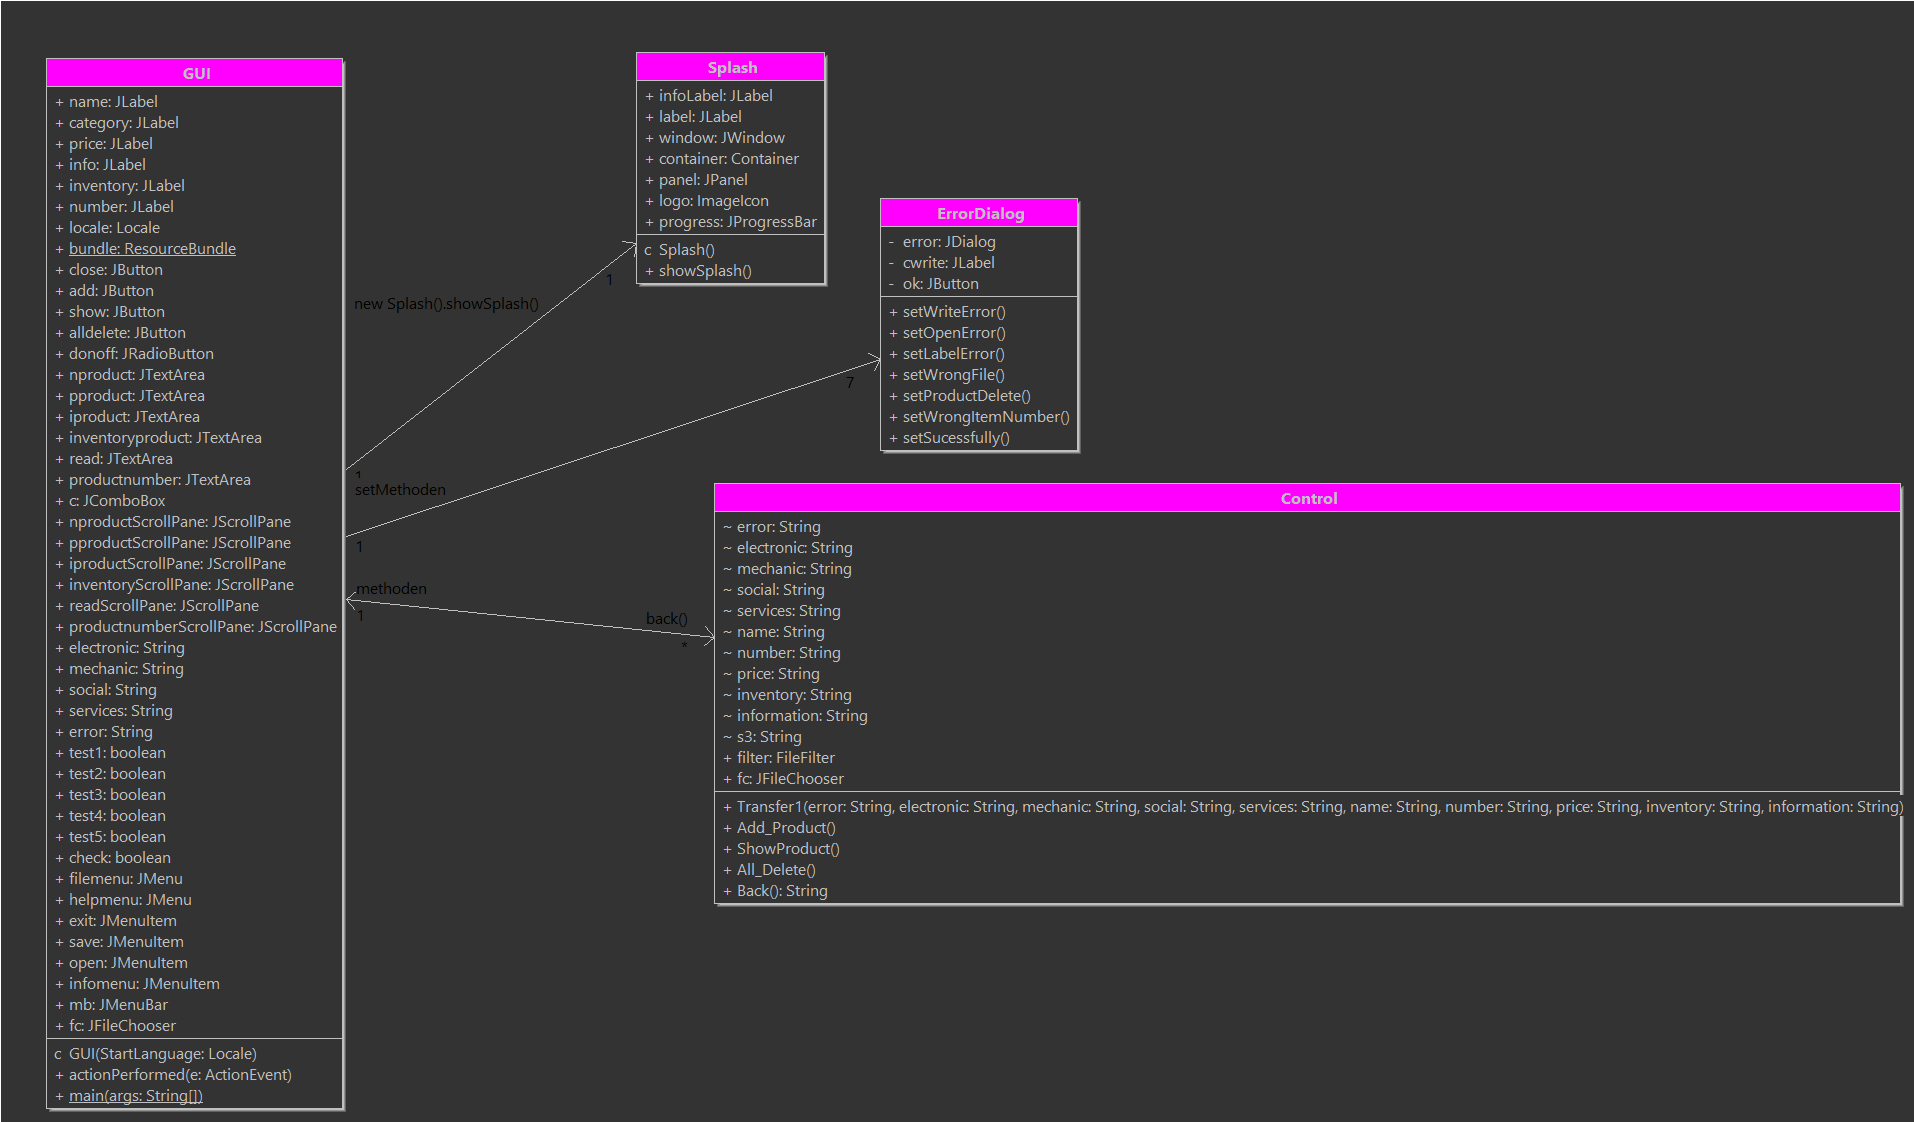 GUI
+ name: JLabel
+ category: JLabel
+ price: JLabel
+ info: JLabel
+ inventory: JLabel
+ number: JLabel
+ locale: Locale
+ bundle: ResourceBundle
+ close: JButton
+ add: JButton
+ show: JButton
+ alldelete: JButton
+ donoff: JRadioButton
+ nproduct: JTextArea
+ pproduct: JTextArea
+ iproduct: JTextArea
+ inventoryproduct: JTextArea
+ read: JTextArea
+ productnumber: JTextArea
+ c: JComboBox
+ nproductScrollPane: JScrollPane
+ pproductScrollPane: JScrollPane
+ iproductScrollPane: JScrollPane
+ inventoryScrollPane: JScrollPane
+ readScrollPane: JScrollPane
+ productnumberScrollPane: JScrollPane
+ electronic: String
+ mechanic: String
+ social: String
+ services: String
+ error: String
+ test1: boolean
+ test2: boolean
+ test3: boolean
+ test4: boolean
+ test5: boolean
+ check: boolean
+ filemenu: JMenu
+ helpmenu: JMenu
+ exit: JMenuItem
+ save: JMenuItem
+ open: JMenuItem
+ infomenu: JMenuItem
+ mb: JMenuBar
+ fc: JFileChooser
c GUI(StartLanguage: Locale)
+ actionPerformed(e: ActionEvent)
+ main(args: String[])
new Splash().showSplash()
1
1
setMethoden
7
1
methoden
1
back()
*
Splash
+ infoLabel: JLabel
+ label: JLabel
+ window: JWindow
+ container: Container
+ panel: JPanel
+ logo: ImageIcon
+ progress: JProgressBar
c Splash()
+ showSplash()
ErrorDialog
- error: JDialog
- cwrite: JLabel
- ok: JButton
+ setWriteError()
+ setOpenError()
+ setLabelError()
+ setWrongFile()
+ setProductDelete()
+ setWrongItemNumber()
+ setSucessfully()
Control
~ error: String
~ electronic: String
~ mechanic: String
~ social: String
~ services: String
~ name: String
~ number: String
~ price: String
~ inventory: String
~ information: String
~ s3: String
+ filter: FileFilter
+ fc: JFileChooser
+ Transfer1(error: String, electronic: String, mechanic: String, social: String, services: String, name: String, number: String, price: String, inventory: String, information: String)
+ Add_Product()
+ ShowProduct()
+ All_Delete()
+ Back(): String